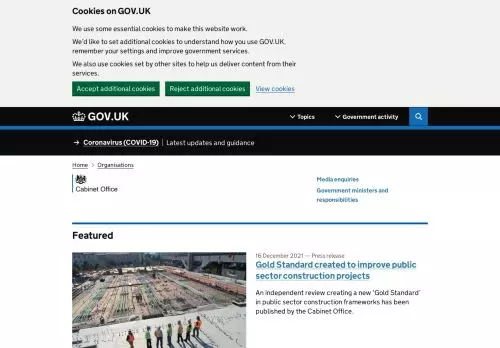 Cookies on GOV.UK
We use some essential cookies to make this website work.
We'd like to set additional cookies to understand how you use GOV.UK,
remember your settings and improve government services.
We also use cookies set by other sites to help us deliver content from their
services.
Accept additional cookies
Reject additional cookies
View cookies
GOV.UK
Topics
Government activity
→ Coronavirus (COVID-19) | Latest updates and guidance
Home > Organisations
Cabinet Office
Media enquiries
Government ministers and
responsibilities
Featured
16 December 2021 — Press release
Gold Standard created to improve public
sector construction projects
An independent review creating a new 'Gold Standard'
in public sector construction frameworks has been
published by the Cabinet Office.